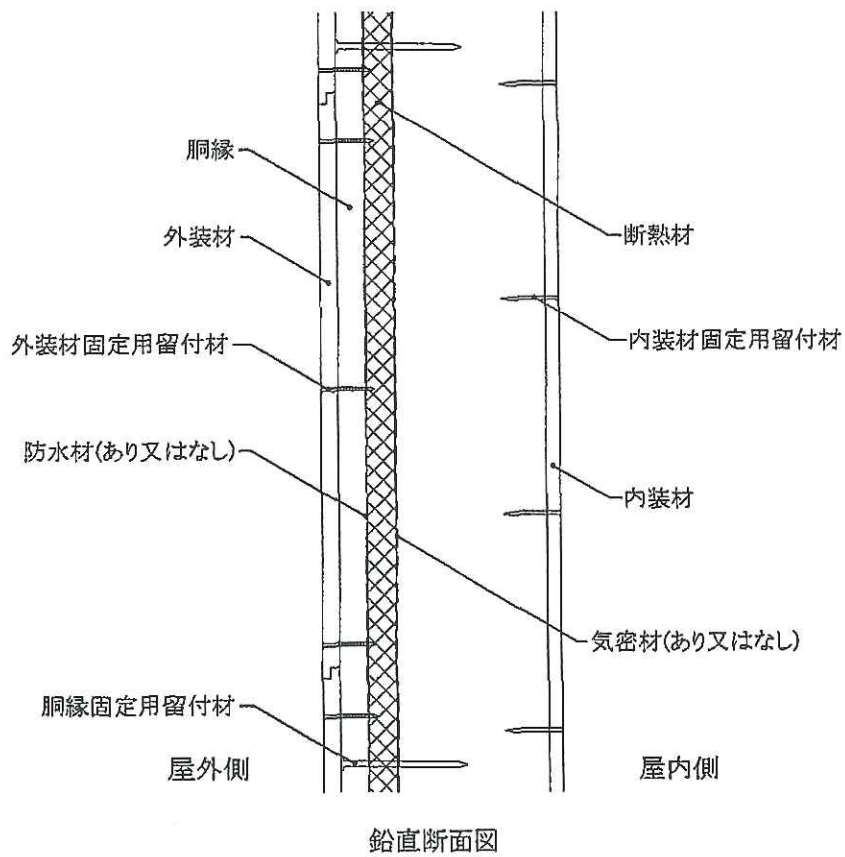 胴縁
外装材
断熱材
外装材固定用留付材
内装材固定用留付材
防水材(あり又はなし)
内装材
気密材(あり又はなし)
胴縁固定用留付材
屋外側
屋内側
鉛直断面図